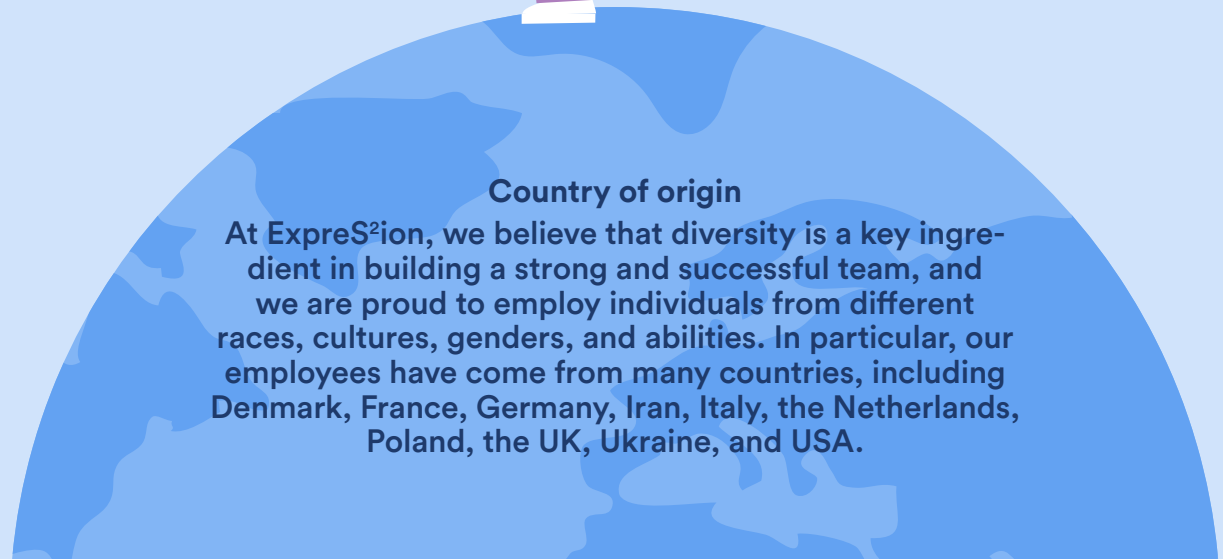 Country of origin
At ExpreS²ion, we believe that diversity is a key ingre-
dient in building a strong and successful team, and
we are proud to employ individuals from different
races, cultures, genders, and abilities. In particular, our
employees have come from many countries, including
Denmark, France, Germany, Iran, Italy, the Netherlands,
Poland, the UK, Ukraine, and USA.